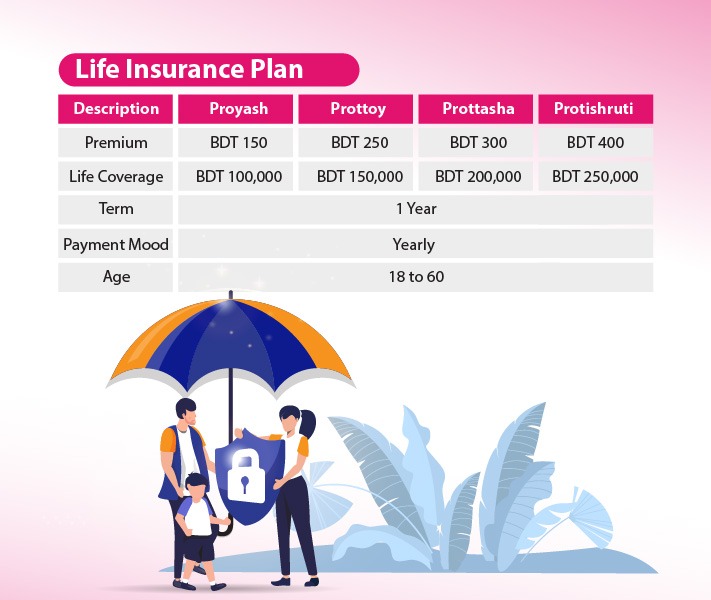 Life Insurance Plan
Description Proyash Prottoy Prottasha Protishruti
Premium BDT 150 BDT 250 BDT 300 BDT 400
Life Coverage BDT 100,000 BDT 150,000 BDT 200,000 BDT 250,000
Term 1 Year
Payment Mood Yearly
Age 18 to 60